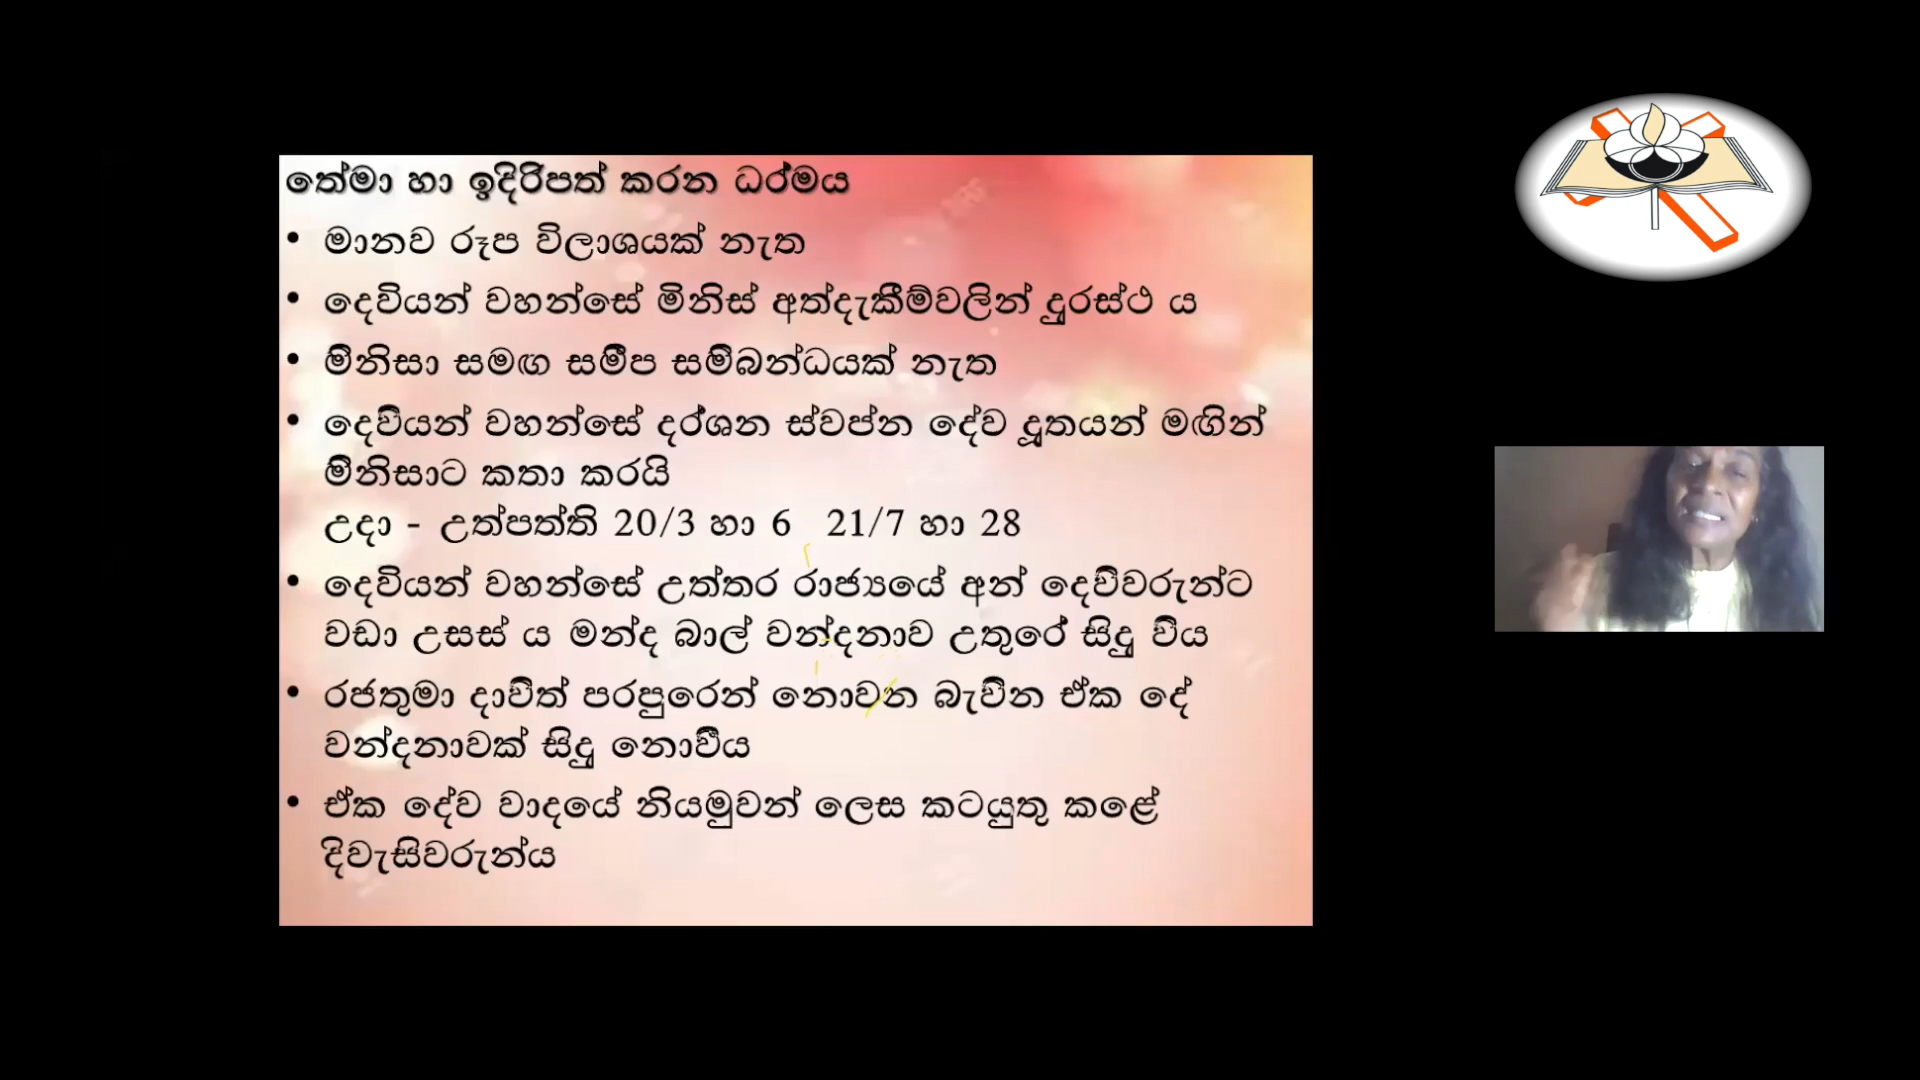 තේමා හා ඉදිරිපත් කරන ධර්මය
• මානව රූප විලාශයක් නැත
• දෙවියන් වහන්සේ මිනිස් අත්දැකීම්වලින් දුරස්ථ ය
• මිනිසා සමඟ සමීප සම්බන්ධයක් නැත
• දෙවියන් වහන්සේ දර්ශන ස්වප්න දේව දූතයන් මඟින්
මිනිසාට කතා කරයි
උදා - උත්පත්ති 20/3 හා 6 21/7 හා 28
• දෙවියන් වහන්සේ උත්තර රාජ්‍යයේ අන් දෙවිවරුන්ට
වඩා උසස් ය මන්ද බාල් වන්දනාව උතුරේ සිදු විය
• රජතුමා දාවිත් පරපුරෙන් නොවන බැවින ඒක දේ
වන්දනාවක් සිදු නොවීය
• ඒක දේව වාදයේ නියමුවන් ලෙස කටයුතු කළේ
දිවැසිවරුන්ය